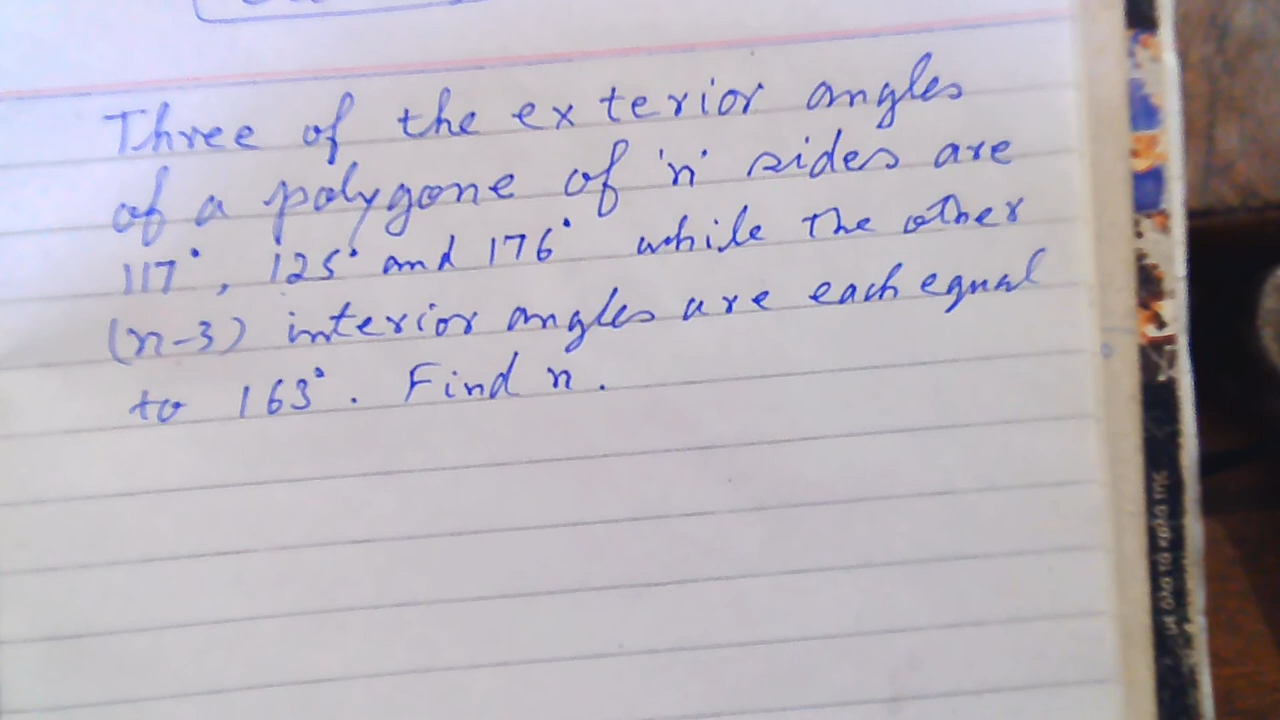 Three of the exterior angles
of a polygone of 'n' sides are
117°, 125° and 176° while the other
(n-3) interior angles are each equal
to 163°. Find n.